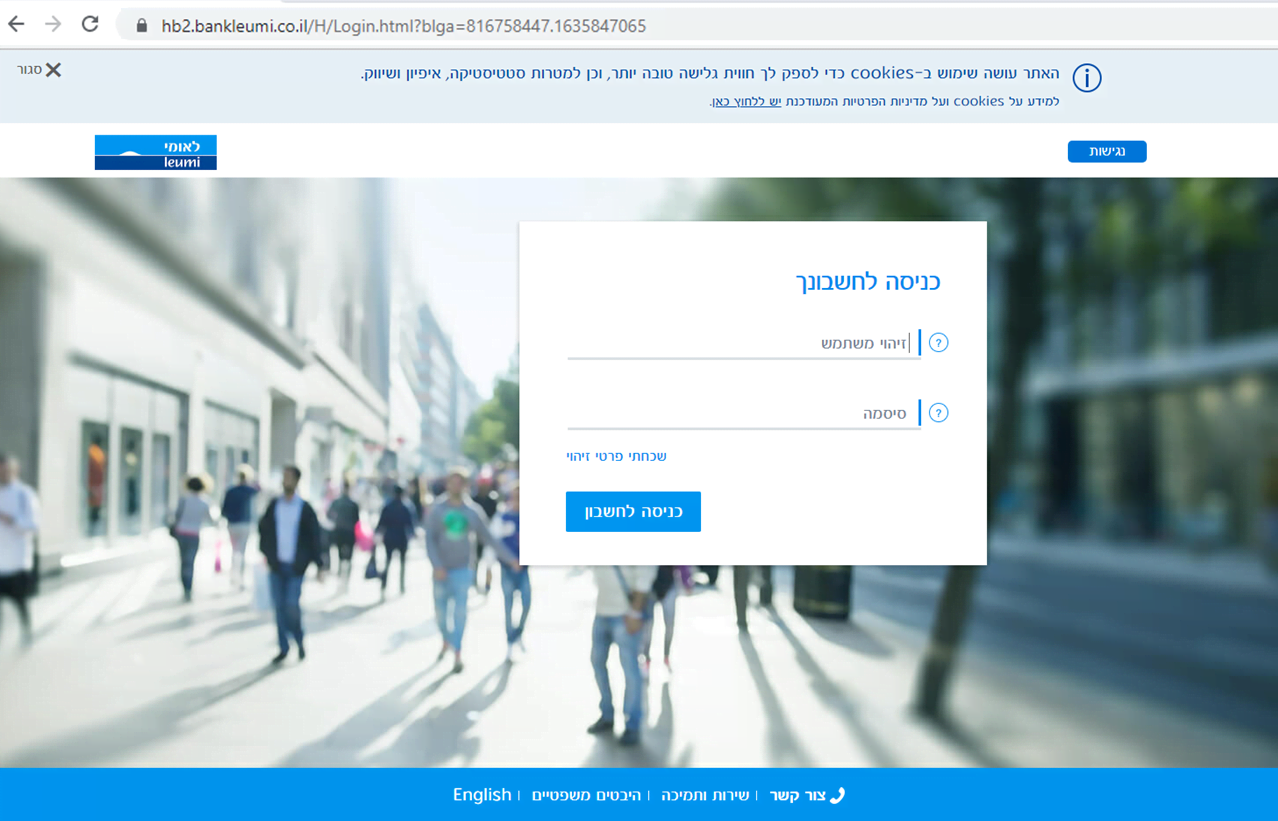 hb2.bankleumi.co.il/H/Login.html?blga=816758447.1635847065
האתר עושה שימוש ב-cookies כדי לספק לך חווית גלישה טובה יותר, וכן למטרות סטטיסטיקה, איפיון ושיווק.
סגור
למידע על cookies ועל מדיניות הפרטיות המעודכנת יש ללחוץ כאן.
נגישות
לאומי
leumi
כניסה לחשבונך
זיהוי משתמש
?
סיסמה
?
שכחתי פרטי זיהוי
כניסה לחשבון
צור קשר | שירות ותמיכה | היבטים משפטיים | English